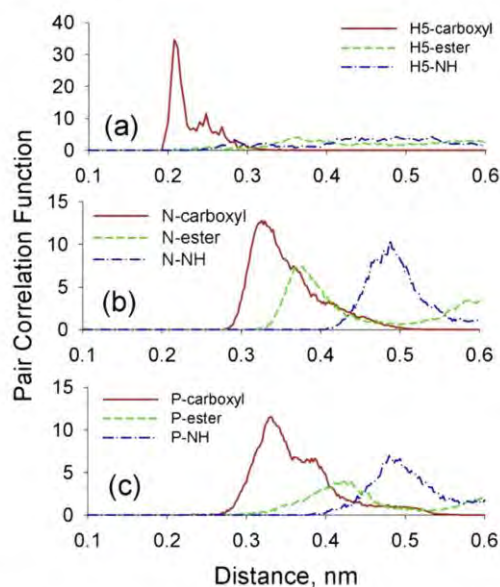 H5-carboxyl
H5-ester
H5-NH
(a)
40
30
20
10
0
0.1 0.2 0.3 0.4 0.5 0.6
N-carboxyl
N-ester
N-NH
(b)
15
10
5
0
0.1 0.2 0.3 0.4 0.5 0.6
P-carboxyl
P-ester
P-NH
(c)
15
10
5
0
0.1 0.2 0.3 0.4 0.5 0.6
Pair Correlation Function
Distance, nm